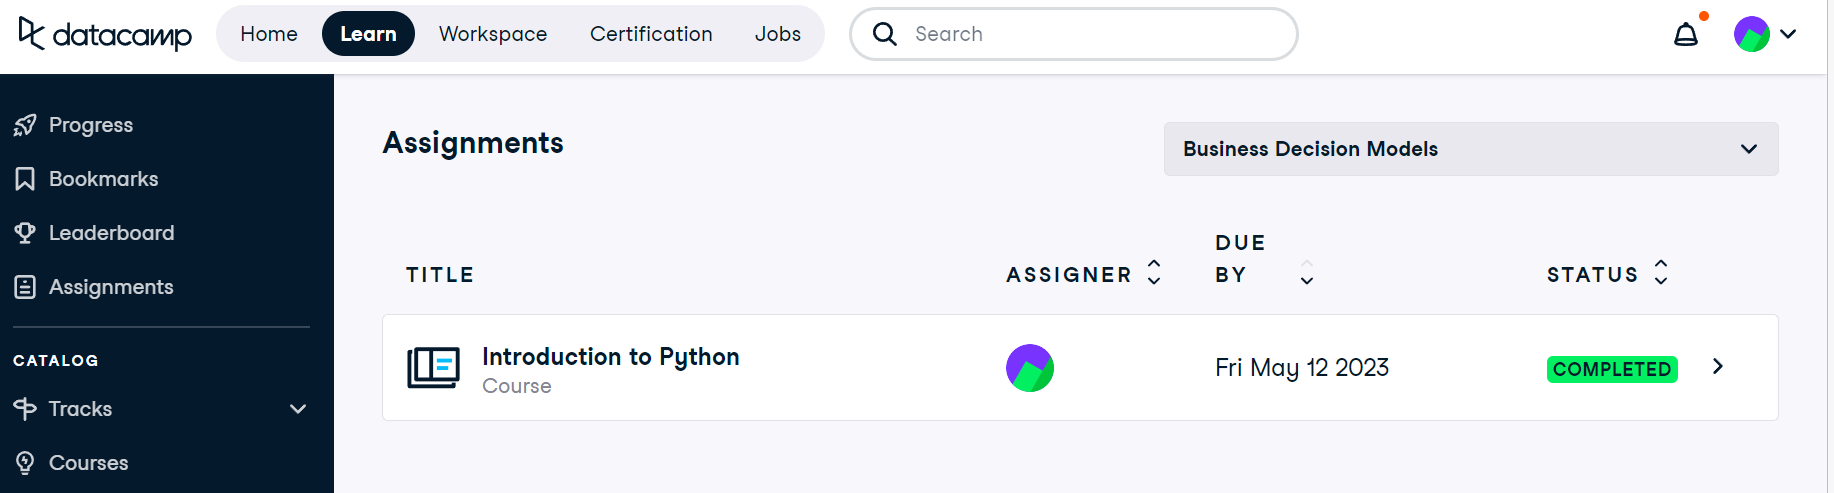 datacamp
Home Learn Workspace Certification Jobs
Search
Progress
Bookmarks
Leaderboard
Assignments
CATALOG
Tracks
Courses
Assignments
Business Decision Models
TITLE ASSIGNER DUE BY STATUS
Introduction to Python
Course
Fri May 12 2023
COMPLETED